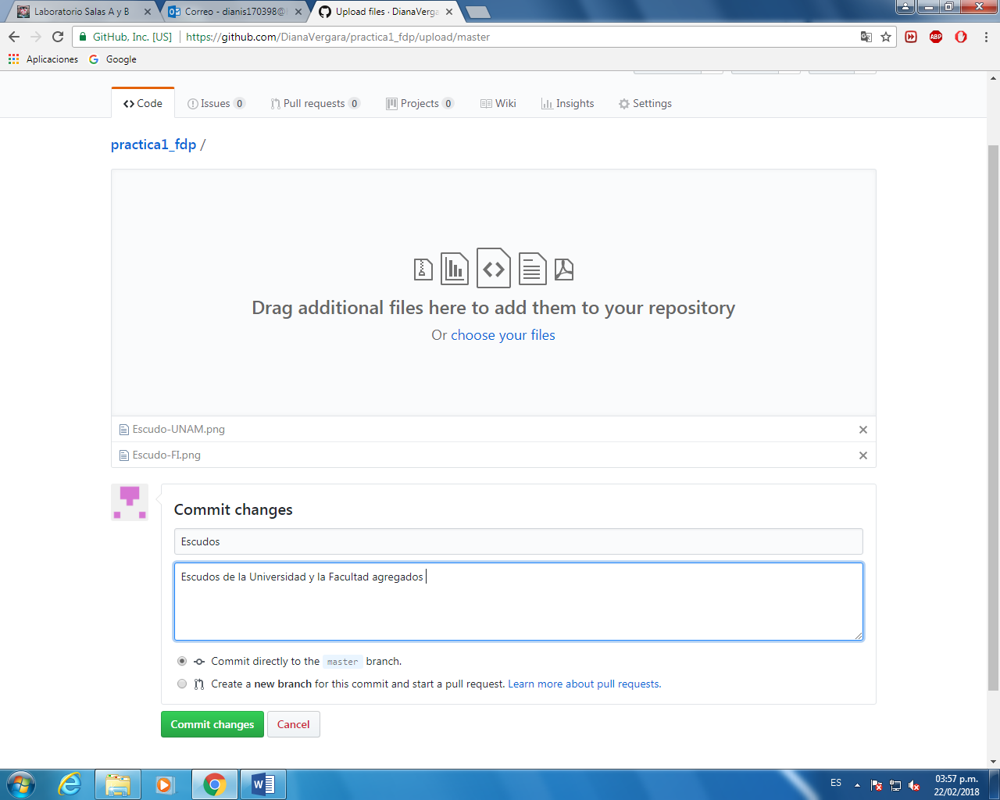 Laboratorio Salas A y B
Correo - dianis170398@
Upload files · DianaVerga
GitHub, Inc. [US]
https://github.com/DianaVergara/practica1_fdp/upload/master
ABP
Aplicaciones
Google
Code
Issues 0
Pull requests 0
Projects 0
Wiki
Insights
Settings
practica1_fdp /
Drag additional files here to add them to your repository
Or choose your files
Escudo-UNAM.png
Escudo-FI.png
Commit changes
Escudos
Escudos de la Universidad y la Facultad agregados
Commit directly to the master branch.
Create a new branch for this commit and start a pull request. Learn more about pull requests.
Commit changes
Cancel
ES
03:57 p.m.
22/02/2018